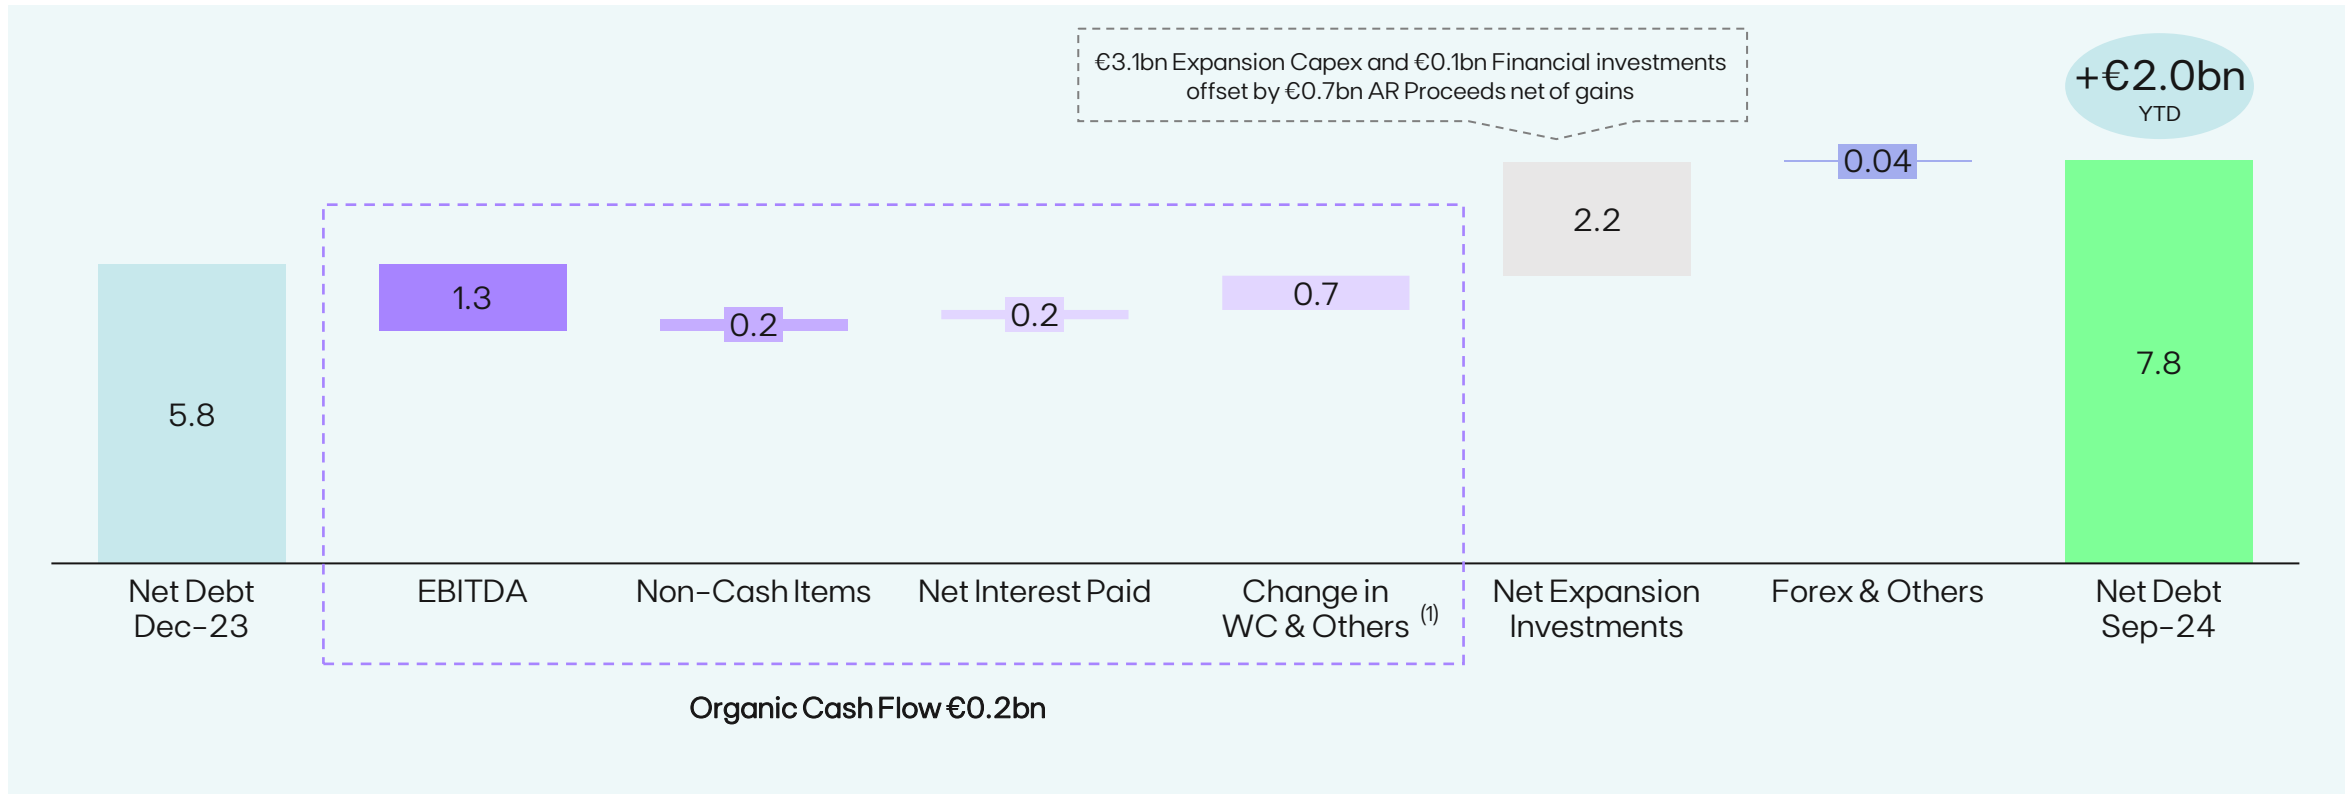 €3.1bn Expansion Capex and €0.1bn Financial investments
offset by €0.7bn AR Proceeds net of gains
+€2.0bn
YTD
5.8
1.3
0.2
0.2
0.7
2.2
0.04
7.8
Net Debt
Dec-23
EBITDA
Non-Cash Items
Net Interest Paid
Change in
WC & Others (1)
Net Expansion
Investments
Forex & Others
Net Debt
Sep-24
Organic Cash Flow €0.2bn